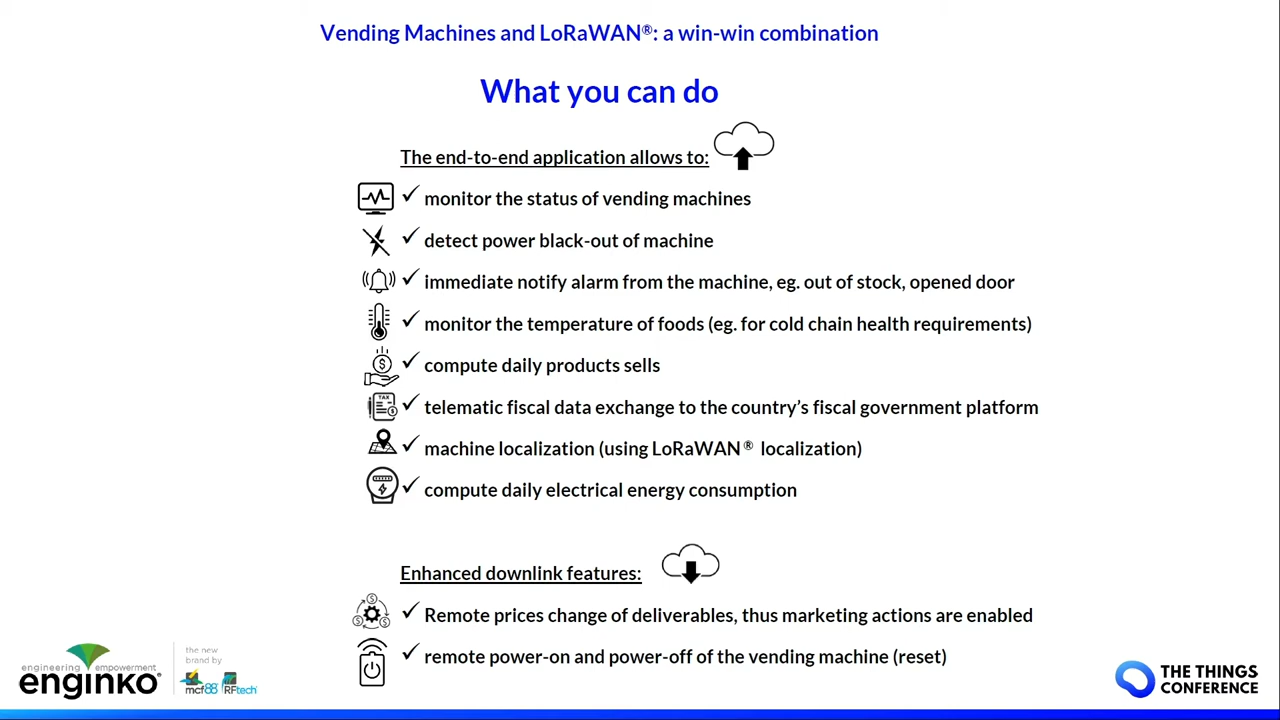 Vending Machines and LoRaWAN®: a win-win combination
What you can do
The end-to-end application allows to:
✓ monitor the status of vending machines
✓ detect power black-out of machine
✓ immediate notify alarm from the machine, eg. out of stock, opened door
✓ monitor the temperature of foods (eg. for cold chain health requirements)
✓ compute daily products sells
TAX
✓ telematic fiscal data exchange to the country's fiscal government platform
✓ machine localization (using LoRaWAN® localization)
✓ compute daily electrical energy consumption
Enhanced downlink features:
✓ Remote prices change of deliverables, thus marketing actions are enabled
✓ remote power-on and power-off of the vending machine (reset)
engineering empowerment
enginko®
the new
brand by
mcf88 RFtech
THE THINGS
CONFERENCE